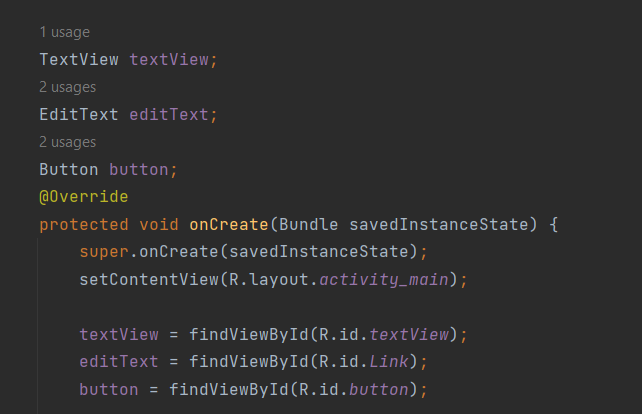 1 usage
TextView textView;
2 usages
EditText editText;
2 usages
Button button;
@Override
protected void onCreate(Bundle savedInstanceState) {
super.onCreate(savedInstanceState);
setContentView(R.layout.activity_main);
textView = findViewById(R.id.textView);
editText = findViewById(R.id.Link);
button = findViewById(R.id.button);